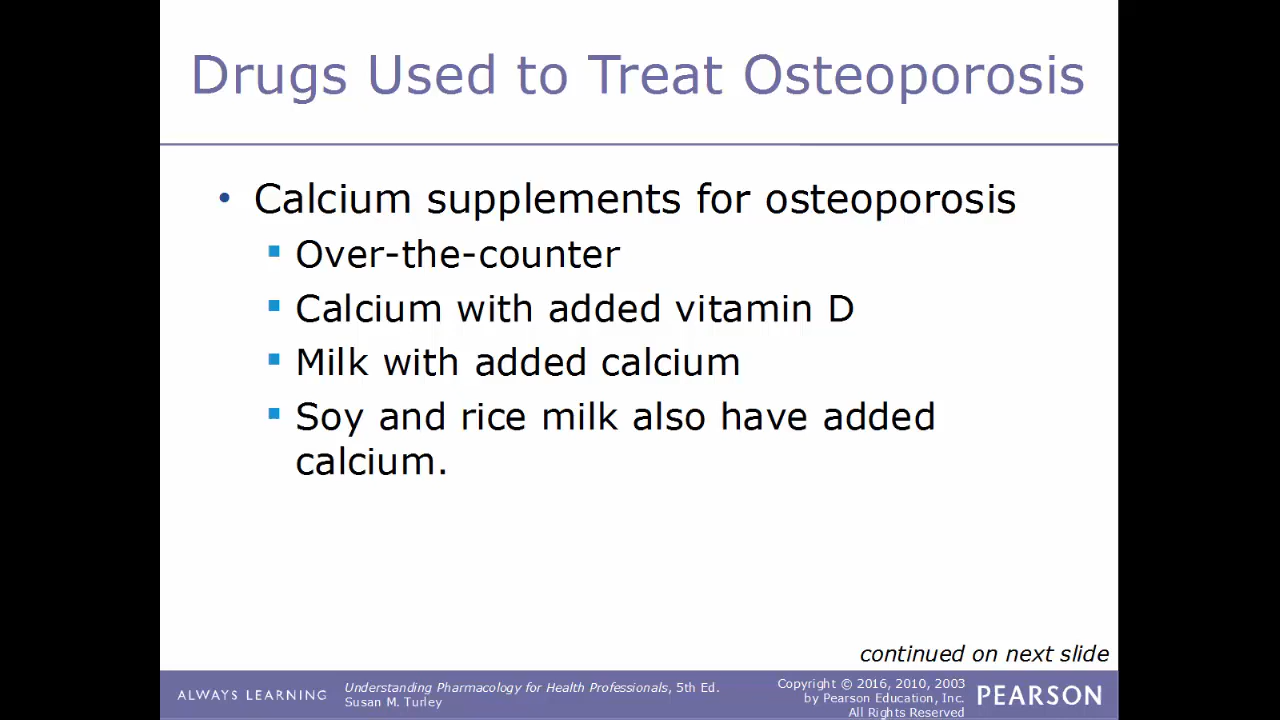 Drugs Used to Treat Osteoporosis
• Calcium supplements for osteoporosis
▪ Over-the-counter
▪ Calcium with added vitamin D
▪ Milk with added calcium
▪ Soy and rice milk also have added
calcium.
continued on next slide
ALWAYS LEARNING
Understanding Pharmacology for Health Professionals, 5th Ed.
Susan M. Turley
Copyright © 2016, 2010, 2003
by Pearson Education, Inc.
All Rights Reserved
PEARSON